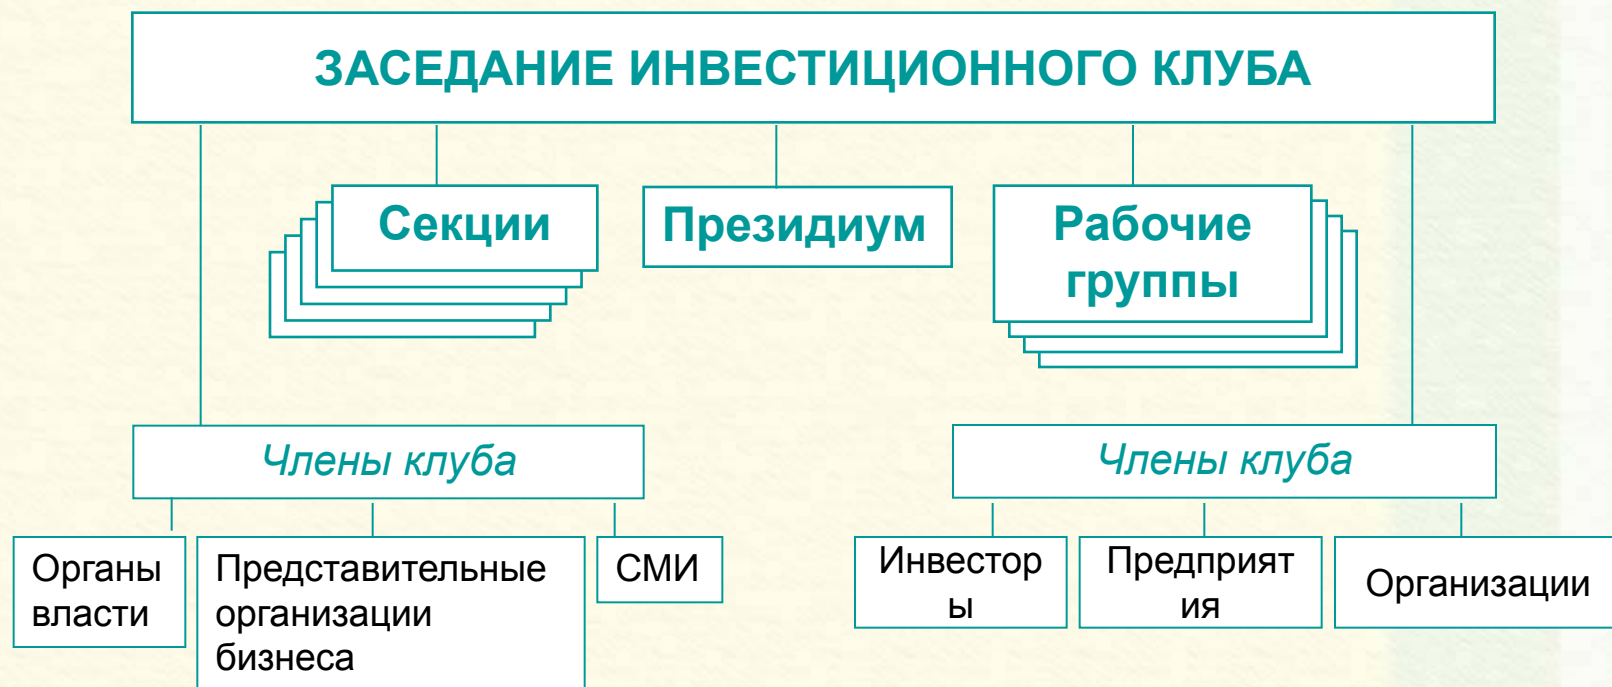 ЗАСЕДАНИЕ ИНВЕСТИЦИОННОГО КЛУБА
Секции
Президиум
Рабочие
группы
Члены клуба
Члены клуба
Органы
власти
Представительные
организации
бизнеса
СМИ
Инвестор
ы
Предприят
ия
Организации